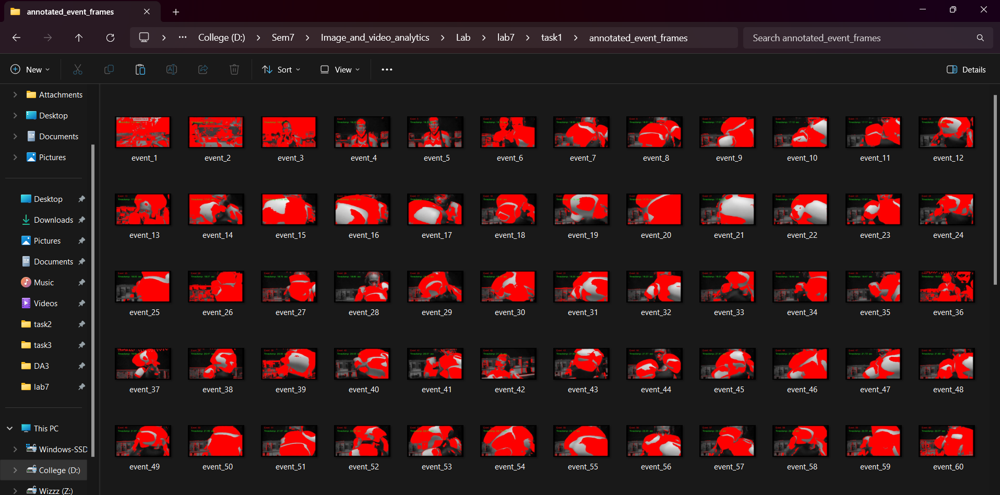 annotated_event_frames
College (D:) Sem7 Image_and_video_analytics Lab lab7 task1 annotated_event_frames
Search annotated_event_frames
New
Sort
View
Details
Attachments
Desktop
Documents
Pictures
Desktop
Downloads
Pictures
Documents
Music
Videos
task2
task3
DA3
lab7
This PC
Windows-SSD
College (D:)
Wizzz (Z:)
event_1 event_2 event_3 event_4 event_5 event_6 event_7 event_8 event_9 event_10 event_11 event_12
event_13 event_14 event_15 event_16 event_17 event_18 event_19 event_20 event_21 event_22 event_23 event_24
event_25 event_26 event_27 event_28 event_29 event_30 event_31 event_32 event_33 event_34 event_35 event_36
event_37 event_38 event_39 event_40 event_41 event_42 event_43 event_44 event_45 event_46 event_47 event_48
event_49 event_50 event_51 event_52 event_53 event_54 event_55 event_56 event_57 event_58 event_59 event_60